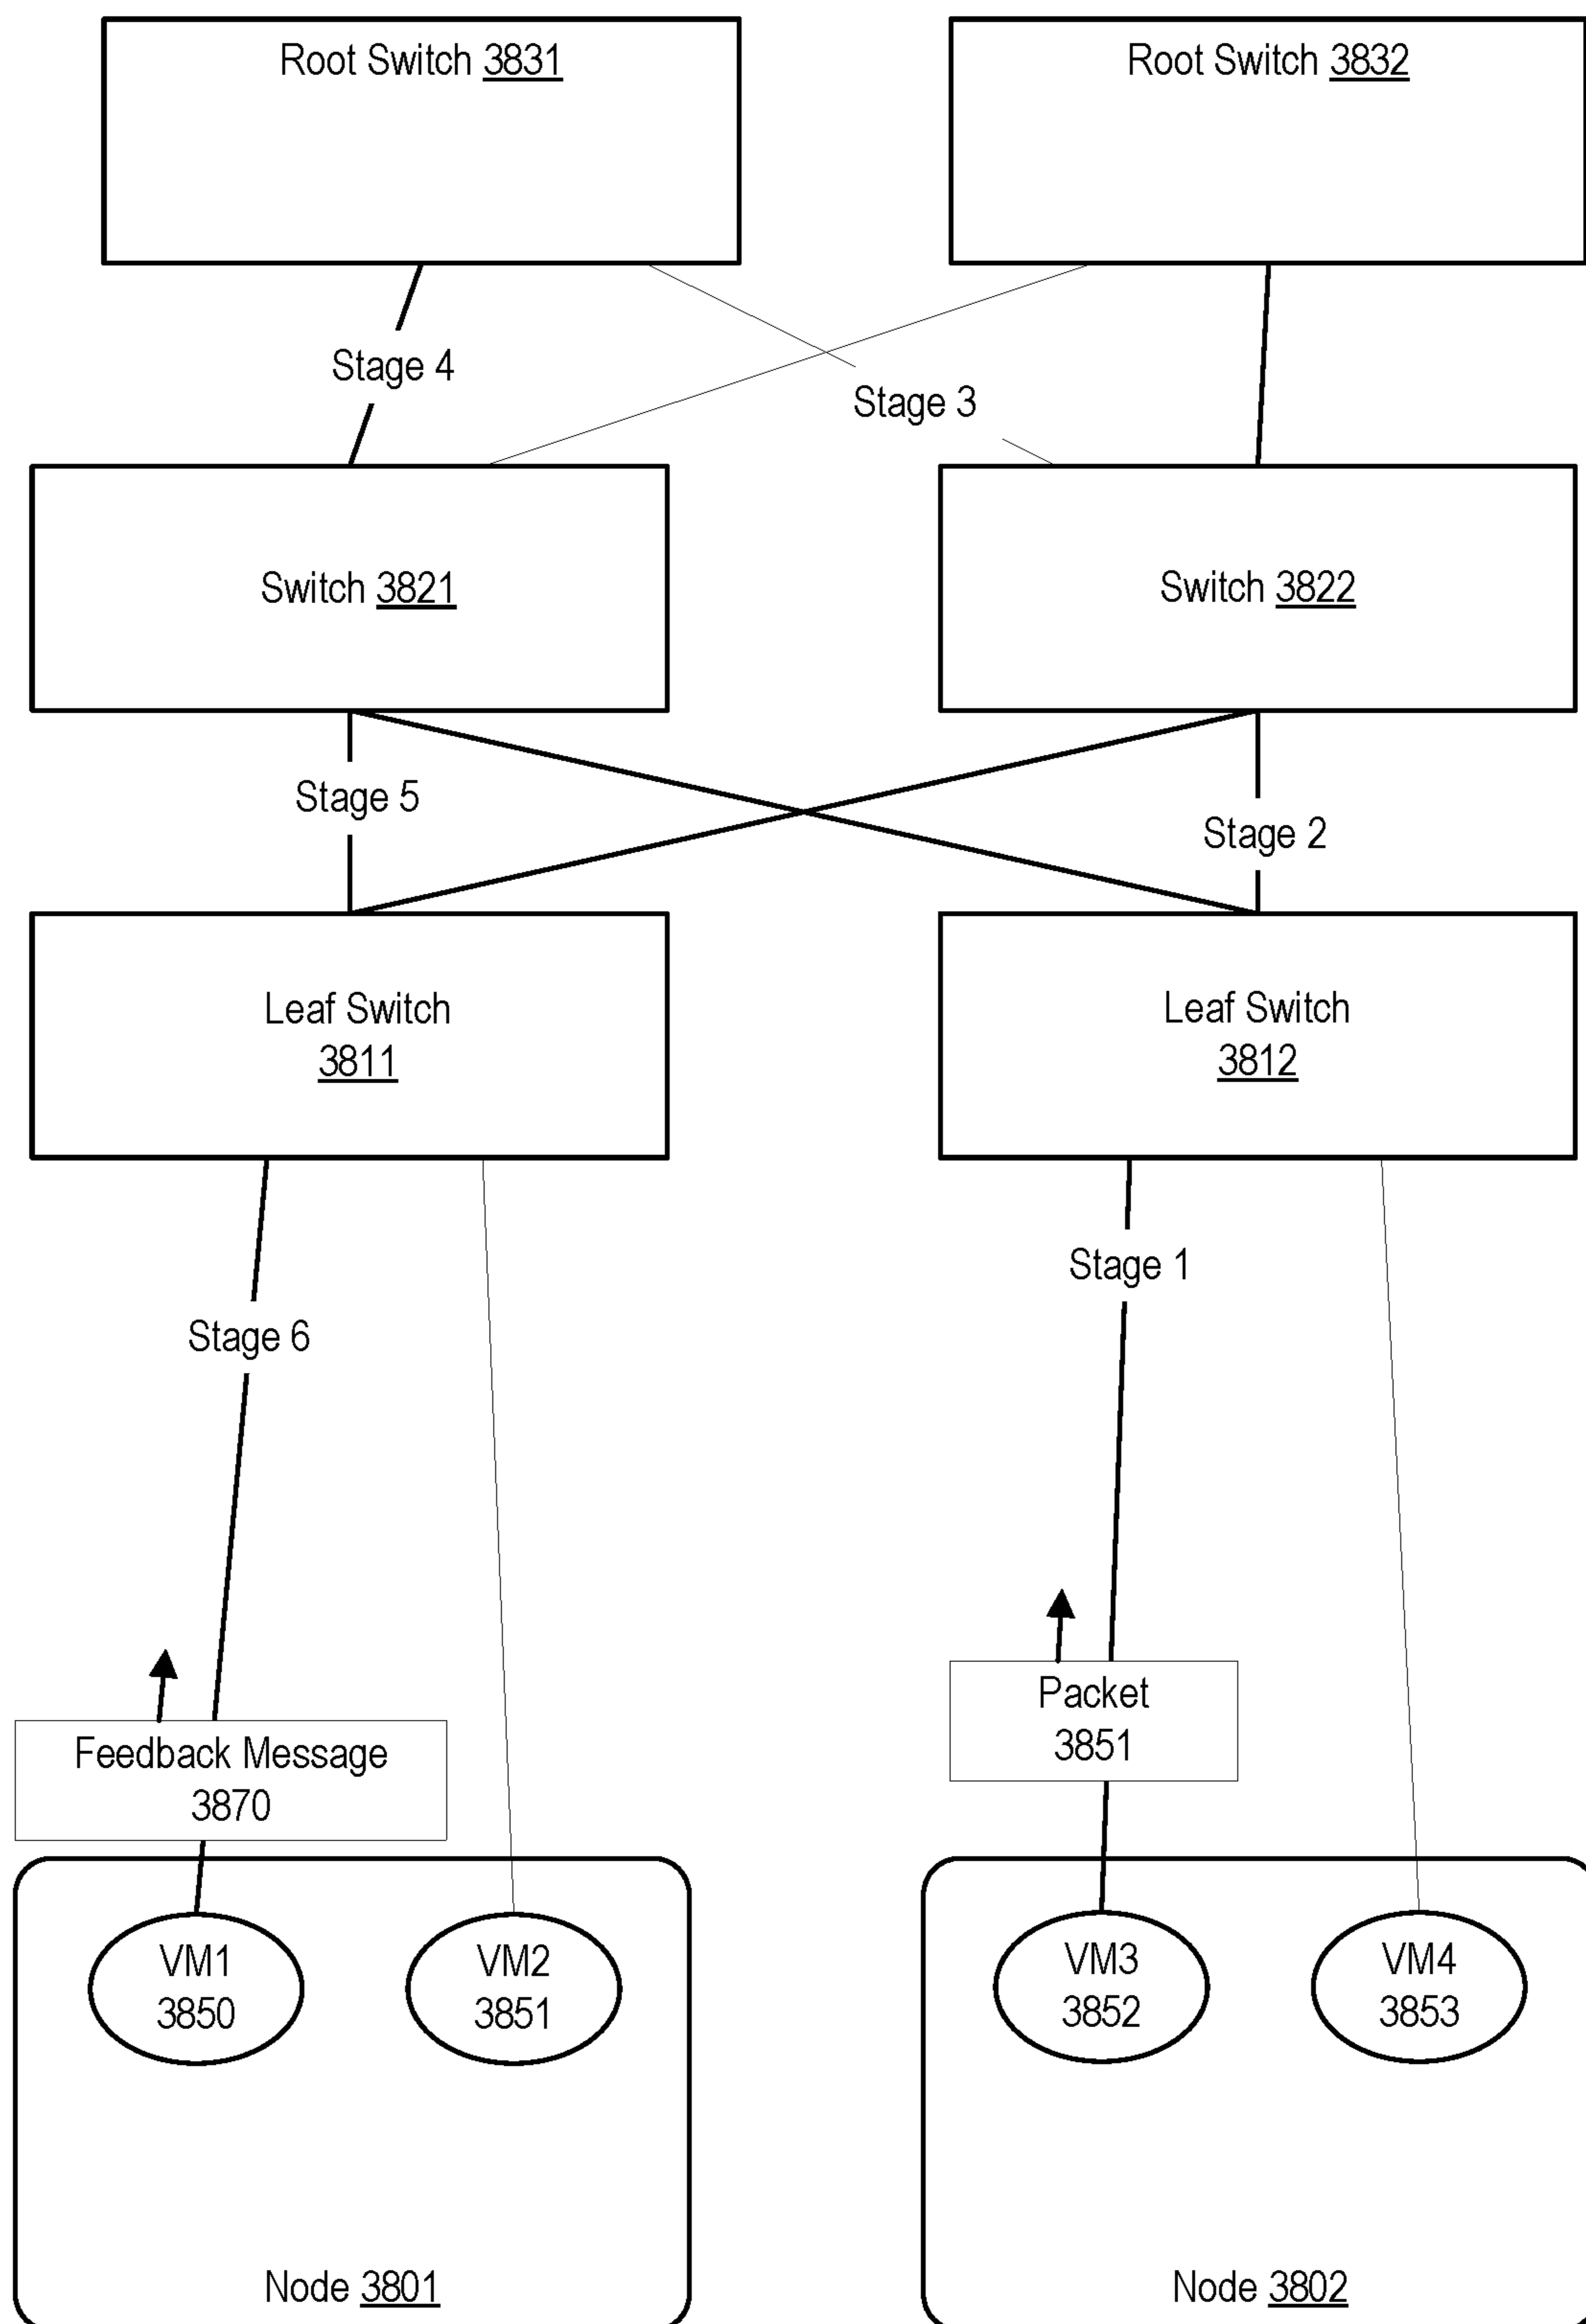 Root Switch 3831
Root Switch 3832
Stage 4
Stage 3
Switch 3821
Switch 3822
Stage 5
Stage 2
Leaf Switch
3811
Leaf Switch
3812
Stage 1
Stage 6
Packet
3851
Feedback Message
3870
VM1
3850
VM2
3851
VM3
3852
VM4
3853
Node 3801
Node 3802